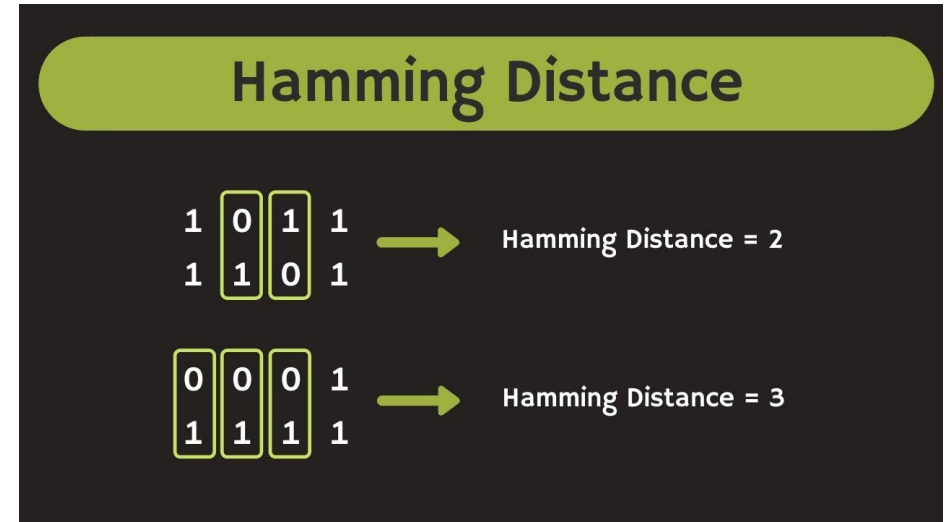 Hamming Distance
1 0 1 1
1 1 0 1
Hamming Distance = 2
0 0 0 1
1 1 1 1
Hamming Distance = 3